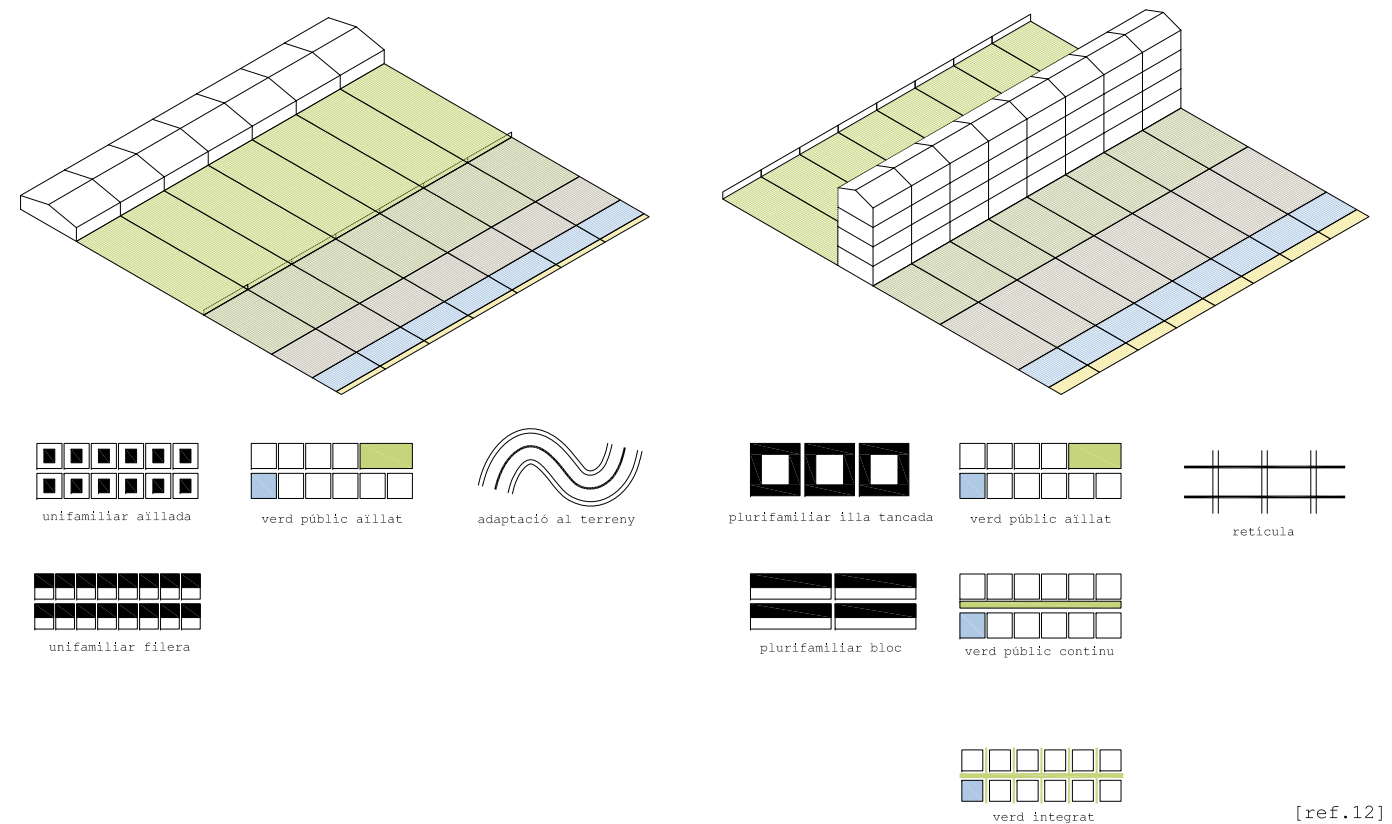 unifamiliar aïllada
verd públic aïllat
adaptació al terreny
plurifamiliar illa tancada
verd públic aïllat
retícula
unifamiliar filera
plurifamiliar bloc
verd públic continu
verd integrat
[ref.12]